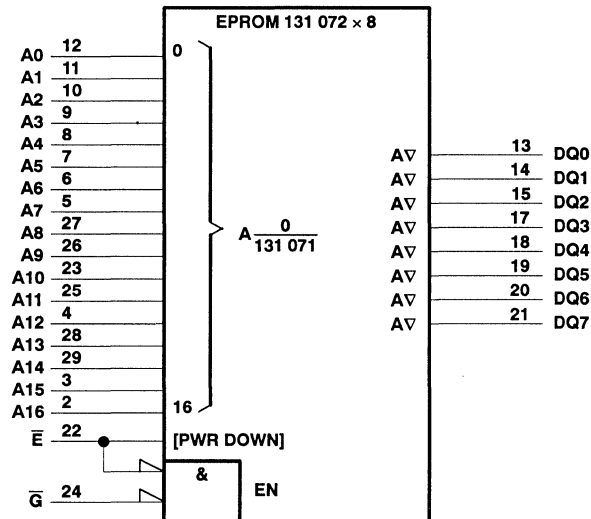 EPROM 131 072 × 8
A0 12 0
A1 11
A2 10
A3 9
A4 8
A5 7
A6 6
A7 5
A8 27
A9 26
A10 23
A11 25
A12 4
A13 28
A14 29
A15 3
A16 2 16
A 0
131 071
A∇ 13 DQ0
A∇ 14 DQ1
A∇ 15 DQ2
A∇ 17 DQ3
A∇ 18 DQ4
A∇ 19 DQ5
A∇ 20 DQ6
A∇ 21 DQ7
E̅ 22 [PWR DOWN]
&
EN
G̅ 24